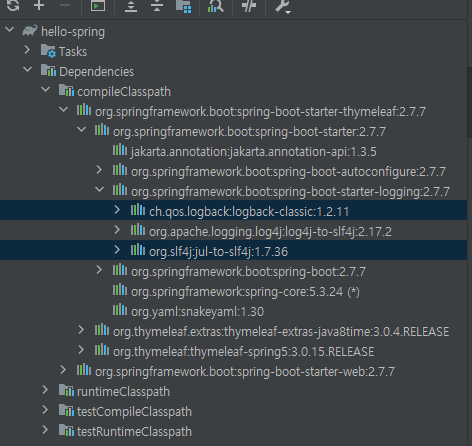 hello-spring
Tasks
Dependencies
compileClasspath
org.springframework.boot:spring-boot-starter-thymeleaf:2.7.7
org.springframework.boot:spring-boot-starter:2.7.7
jakarta.annotation:jakarta.annotation-api:1.3.5
org.springframework.boot:spring-boot-autoconfigure:2.7.7
org.springframework.boot:spring-boot-starter-logging:2.7.7
ch.qos.logback:logback-classic:1.2.11
org.apache.logging.log4j:log4j-to-slf4j:2.17.2
org.slf4j:jul-to-slf4j:1.7.36
org.springframework.boot:spring-boot:2.7.7
org.springframework:spring-core:5.3.24 (*)
org.yaml:snakeyaml:1.30
org.thymeleaf.extras:thymeleaf-extras-java8time:3.0.4.RELEASE
org.thymeleaf:thymeleaf-spring5:3.0.15.RELEASE
org.springframework.boot:spring-boot-starter-web:2.7.7
runtimeClasspath
testCompileClasspath
testRuntimeClasspath